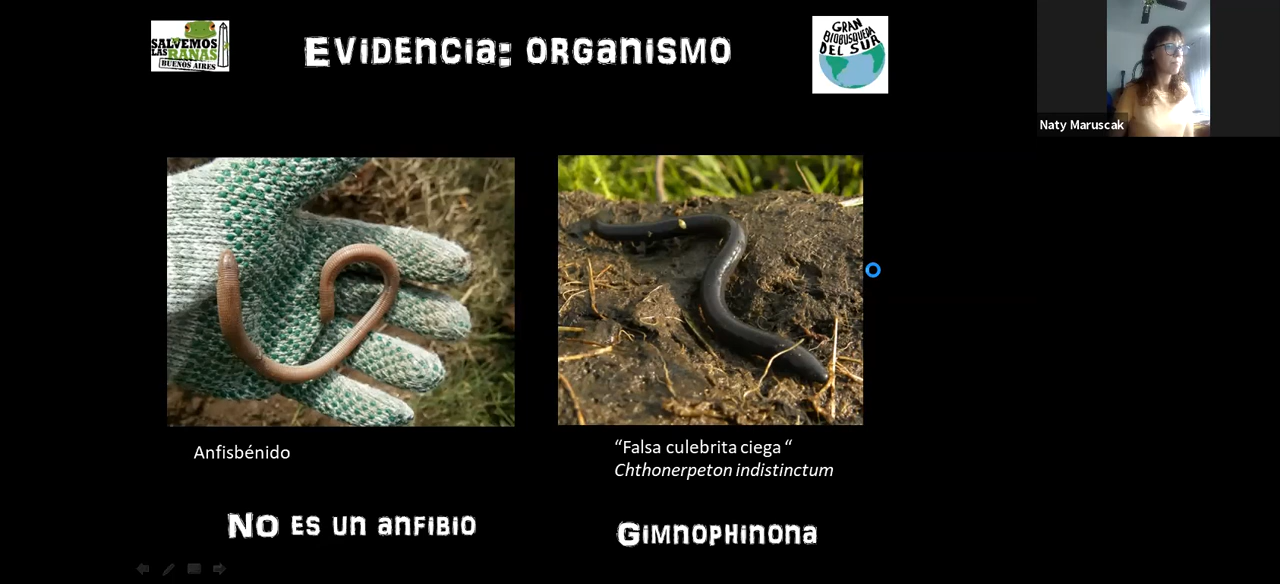 SALVEMOS
LAS RANAS
BUENOS AIRES
Evidencia: organismo
GRAN
BIOBUSQUEDA
DEL SUR
Naty Maruscak
Anfisbénido
“Falsa culebrita ciega “
Chthonerpeton indistinctum
No es un anfibio
Gimnophinona